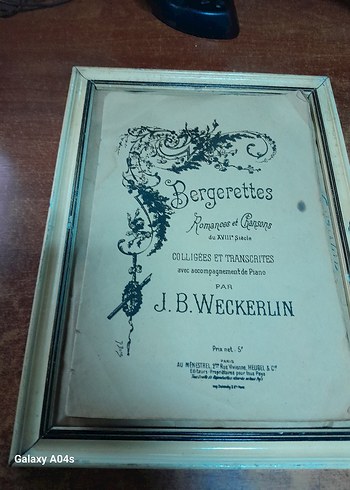 Bergerettes
Romances et Chansons
du XVIIIᵉ Siècle
COLLIGÉES ET TRANSCRITES
avec accompagnement de Piano
PAR
J.B. WECKERLIN
Prix net: 5ᶠ
PARIS
AU MÉNESTREL, 2ᵇⁱˢ Rue Vivienne, HEUGEL & Cⁱᵉ
Editeurs-Propriétaires pour tous Pays
Galaxy A04s